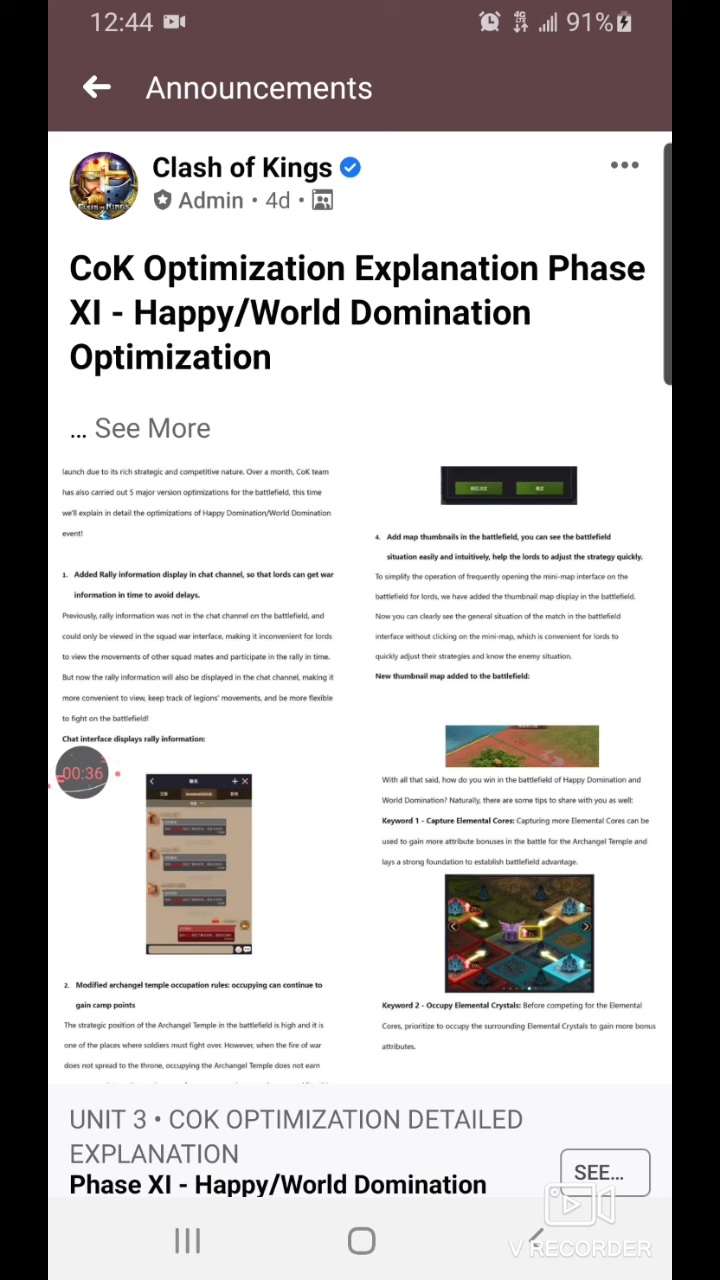 12:44
4G
LTE
91%
Announcements
Clash of Kings
Admin • 4d •
CoK Optimization Explanation Phase
XI - Happy/World Domination
Optimization
... See More
launch due to its rich strategic and competitive nature. Over a month, CoK team
has also carried out 5 major version optimizations for the battlefield, this time
we'll explain in detail the optimizations of Happy Domination/World Domination
event!
1. Added Rally information display in chat channel, so that lords can get war
information in time to avoid delays.
Previously, rally information was not in the chat channel on the battlefield, and
could only be viewed in the squad war interface, making it inconvenient for lords
to view the movements of other squad mates and participate in the rally in time.
But now the rally information will also be displayed in the chat channel, making it
more convenient to view, keep track of legions' movements, and be more flexible
to fight on the battlefield!
Chat interface displays rally information:
00:36
2. Modified archangel temple occupation rules: occupying can continue to
gain camp points
The strategic position of the Archangel Temple in the battlefield is high and it is
one of the places where soldiers must fight over. However, when the fire of war
does not spread to the throne, occupying the Archangel Temple does not earn
4. Add map thumbnails in the battlefield, you can see the battlefield
situation easily and intuitively, help the lords to adjust the strategy quickly.
To simplify the operation of frequently opening the mini-map interface on the
battlefield for lords, we have added the thumbnail map display in the battlefield.
Now you can clearly see the general situation of the match in the battlefield
interface without clicking on the mini-map, which is convenient for lords to
quickly adjust their strategies and know the enemy situation.
New thumbnail map added to the battlefield:
With all that said, how do you win in the battlefield of Happy Domination and
World Domination? Naturally, there are some tips to share with you as well:
Keyword 1 - Capture Elemental Cores: Capturing more Elemental Cores can be
used to gain more attribute bonuses in the battle for the Archangel Temple and
lays a strong foundation to establish battlefield advantage.
Keyword 2 - Occupy Elemental Crystals: Before competing for the Elemental
Cores, prioritize to occupy the surrounding Elemental Crystals to gain more bonus
attributes.
UNIT 3 • COK OPTIMIZATION DETAILED
EXPLANATION
Phase XI - Happy/World Domination
SEE...
V RECORDER